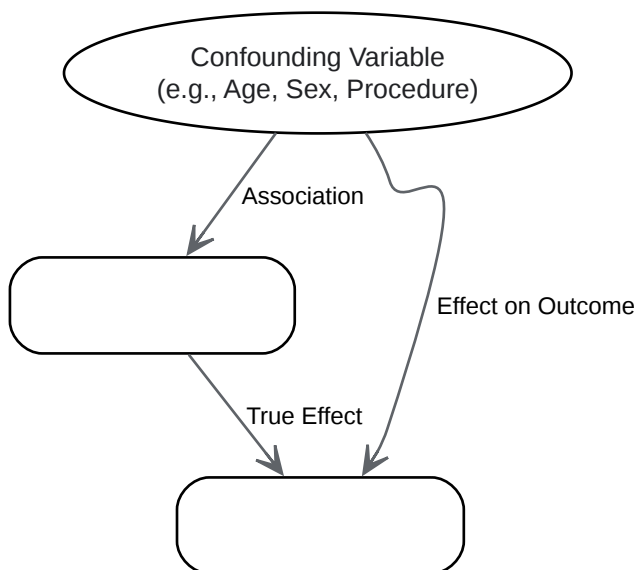 Confounding Variable
(e.g., Age, Sex, Procedure)
Association
Effect on Outcome
True Effect